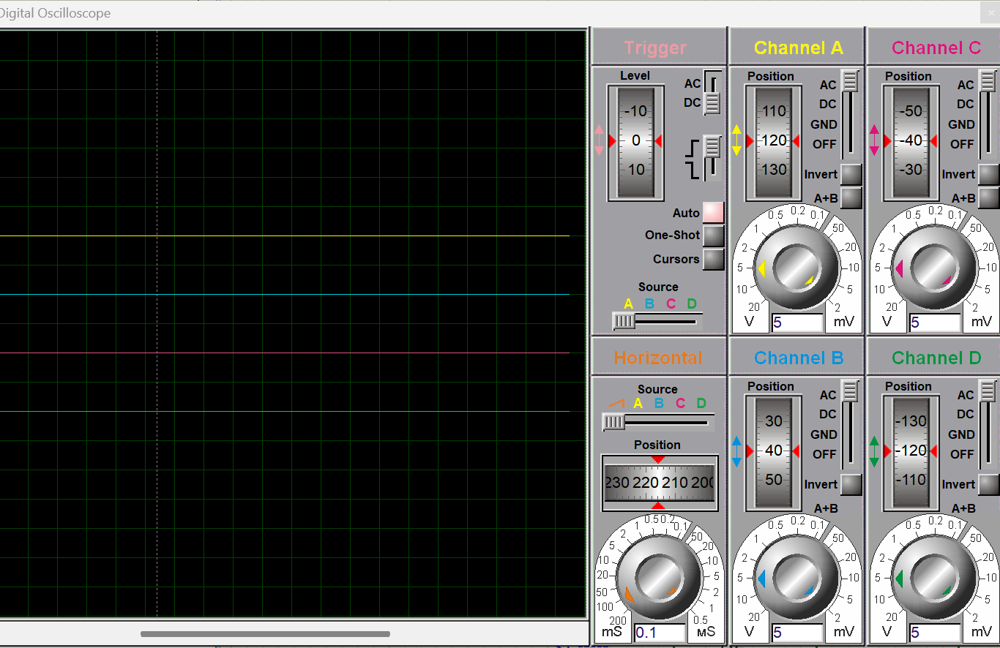 Digital Oscilloscope
Trigger
Level
-10
0
10
AC
DC
Auto
One-Shot
Cursors
Source
A B C D
Channel A
Position
110
120
130
AC
DC
GND
OFF
Invert
A+B
20
10
5
2
1
0.5
0.2
0.1
50
20
10
5
2
V
5
mV
Channel C
Position
-50
-40
-30
AC
DC
GND
OFF
Invert
A+B
20
10
5
2
1
0.5
0.2
0.1
50
20
10
5
2
V
5
mV
Horizontal
Source
A B C D
Position
230 220 210 200
200
100
50
20
10
5
2
1
0.5
0.2
0.1
50
20
10
5
2
1
0.5
mS
0.1
мS
Channel B
Position
30
40
50
AC
DC
GND
OFF
Invert
A+B
20
10
5
2
1
0.5
0.2
0.1
50
20
10
5
2
V
5
mV
Channel D
Position
-130
-120
-110
AC
DC
GND
OFF
Invert
A+B
20
10
5
2
1
0.5
0.2
0.1
50
20
10
5
2
V
5
mV